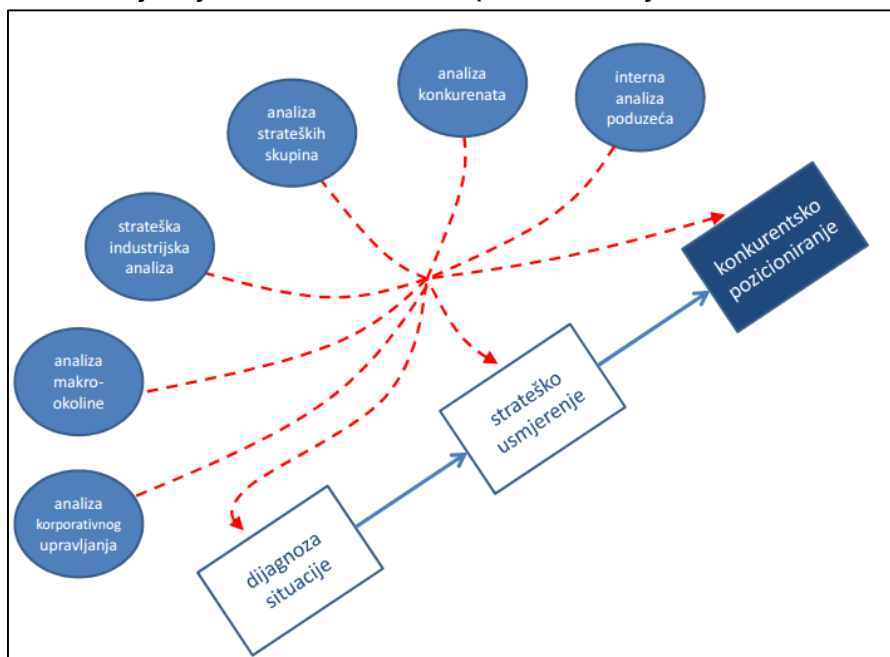 analiza
konkurenata
interna
analiza
poduzeća
analiza
strateških
skupina
strateška
industrijska
analiza
konkurentsko
pozicioniranje
analiza
makro-
okoline
strateško
usmjerenje
analiza
korporativnog
upravljanja
dijagnoza
situacije